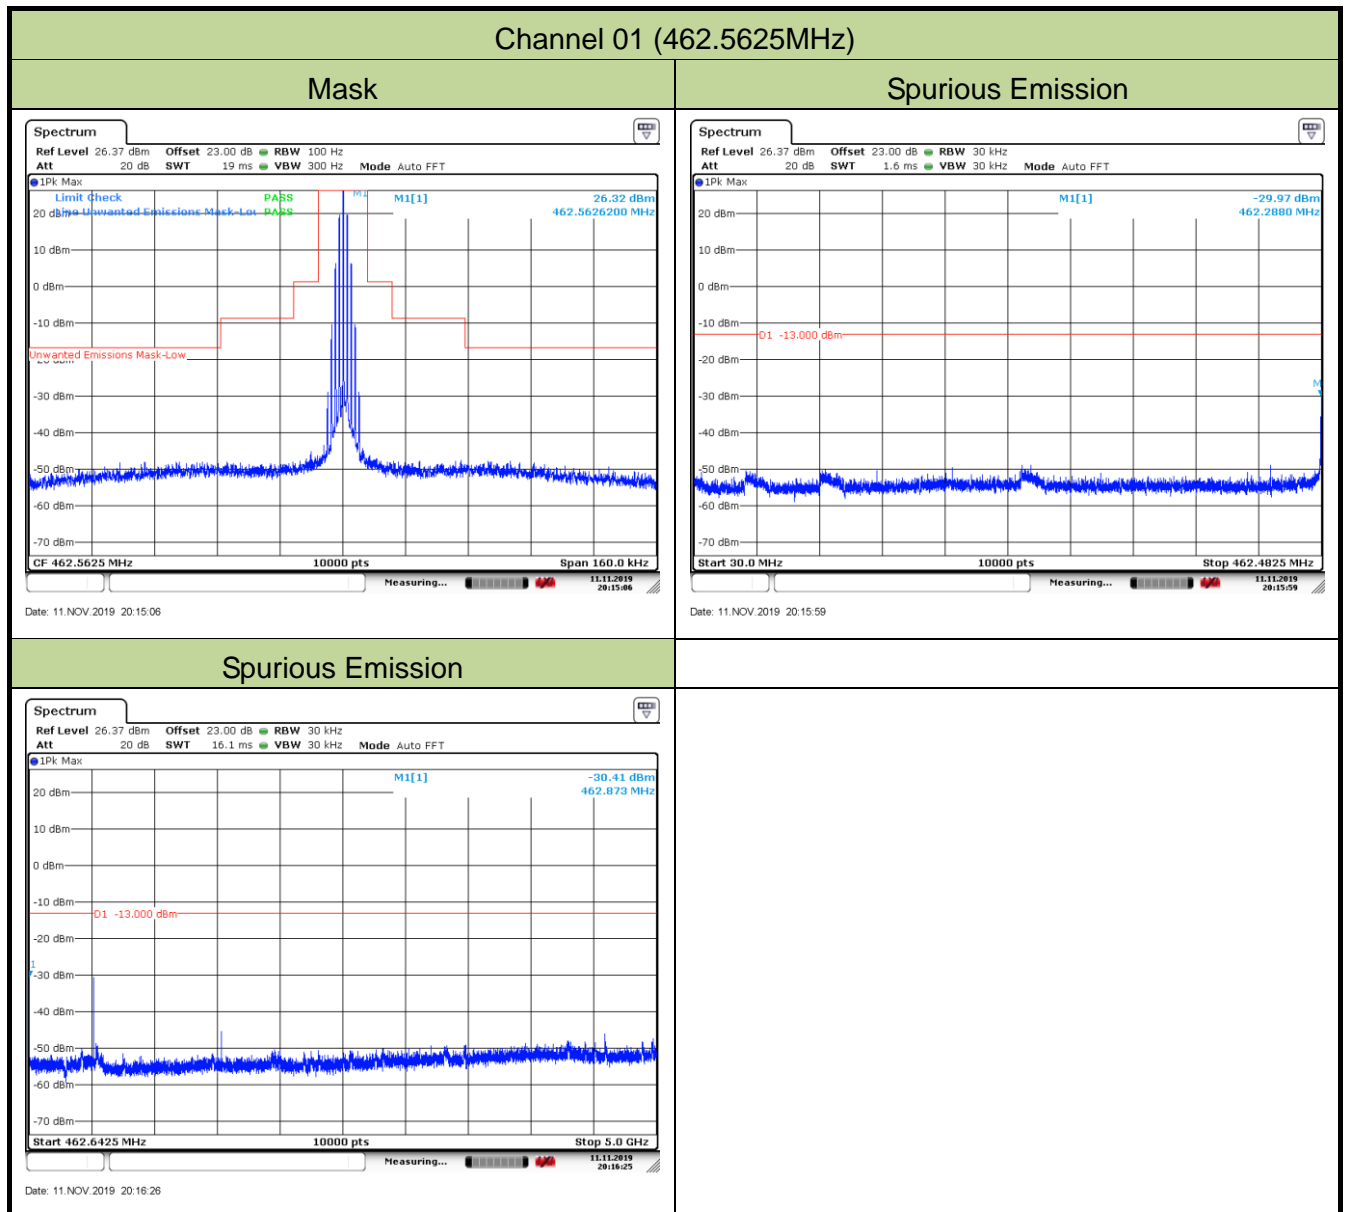 Channel 01 (462.5625MHz)
Mask
Spurious Emission
Spectrum
Ref Level 26.37 dBm Offset 23.00 dB RBW 100 Hz
Att 20 dB SWT 19 ms VBW 300 Hz Mode Auto FFT
1Pk Max
Limit Check PASS
Line Unwanted Emissions Mask-Low PASS
M1
M1[1] 26.32 dBm
462.5626200 MHz
20 dBm
10 dBm
0 dBm
-10 dBm
Unwanted Emissions Mask-Low
-20 dBm
-30 dBm
-40 dBm
-50 dBm
-60 dBm
-70 dBm
CF 462.5625 MHz 10000 pts Span 160.0 kHz
Measuring... 11.11.2019
20:15:06
Date: 11.NOV.2019 20:15:06
Spectrum
Ref Level 26.37 dBm Offset 23.00 dB RBW 30 kHz
Att 20 dB SWT 1.6 ms VBW 30 kHz Mode Auto FFT
1Pk Max
M1[1] -29.97 dBm
462.2880 MHz
20 dBm
10 dBm
0 dBm
-10 dBm
D1 -13.000 dBm
-20 dBm
-30 dBm
M
-40 dBm
-50 dBm
-60 dBm
-70 dBm
Start 30.0 MHz 10000 pts Stop 462.4825 MHz
Measuring... 11.11.2019
20:15:59
Date: 11.NOV.2019 20:15:59
Spurious Emission
Spectrum
Ref Level 26.37 dBm Offset 23.00 dB RBW 30 kHz
Att 20 dB SWT 16.1 ms VBW 30 kHz Mode Auto FFT
1Pk Max
M1[1] -30.41 dBm
462.873 MHz
20 dBm
10 dBm
0 dBm
-10 dBm
D1 -13.000 dBm
-20 dBm
1
-30 dBm
-40 dBm
-50 dBm
-60 dBm
-70 dBm
Start 462.6425 MHz 10000 pts Stop 5.0 GHz
Measuring... 11.11.2019
20:16:25
Date: 11.NOV.2019 20:16:26